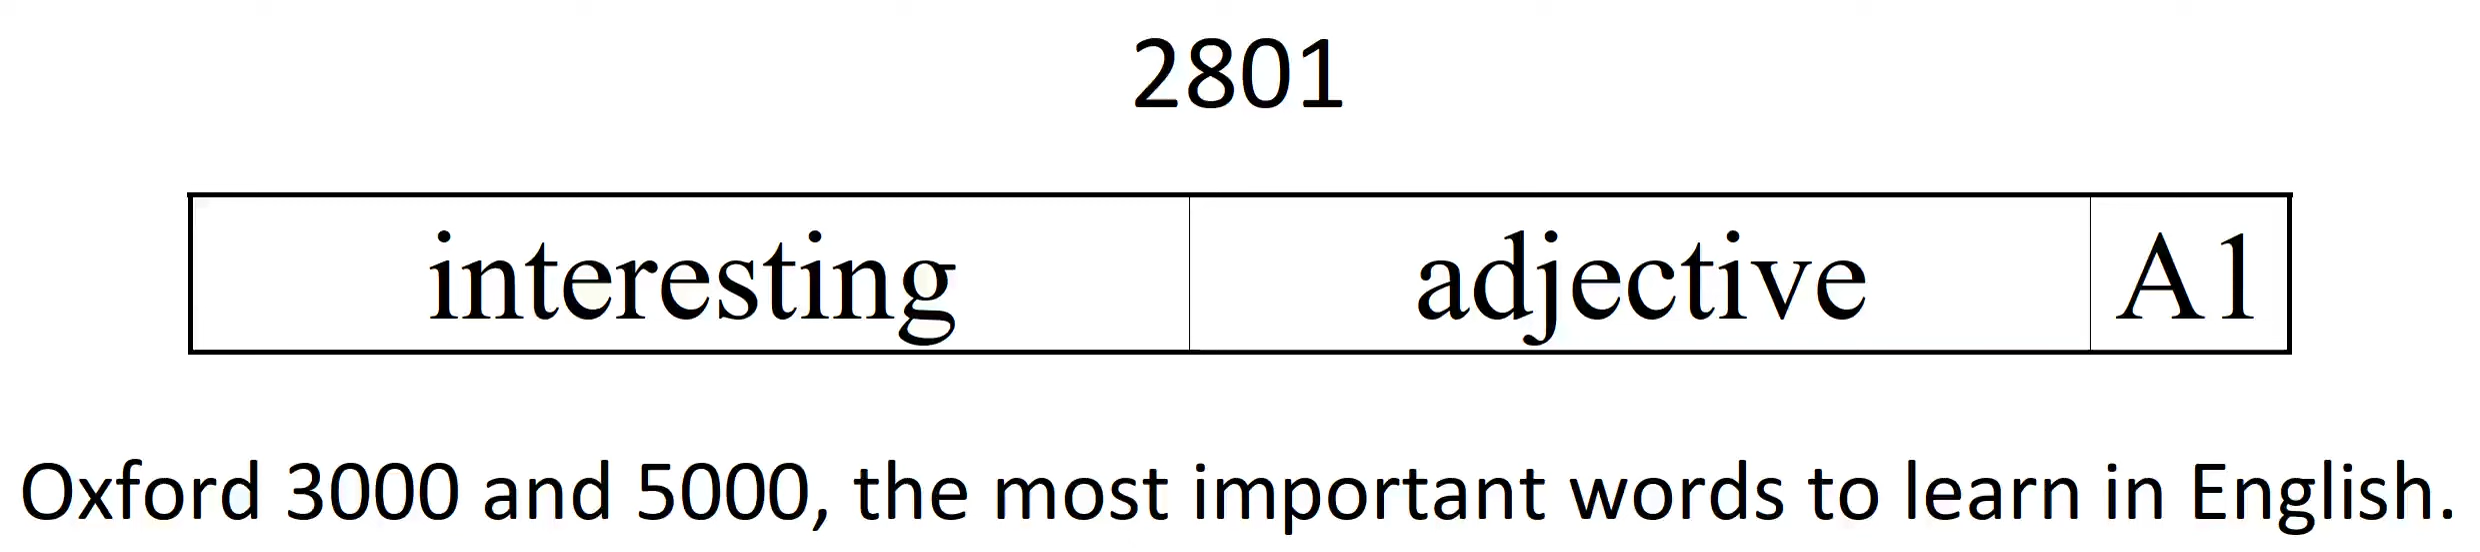 2801
interesting adjective A1
Oxford 3000 and 5000, the most important words to learn in English.